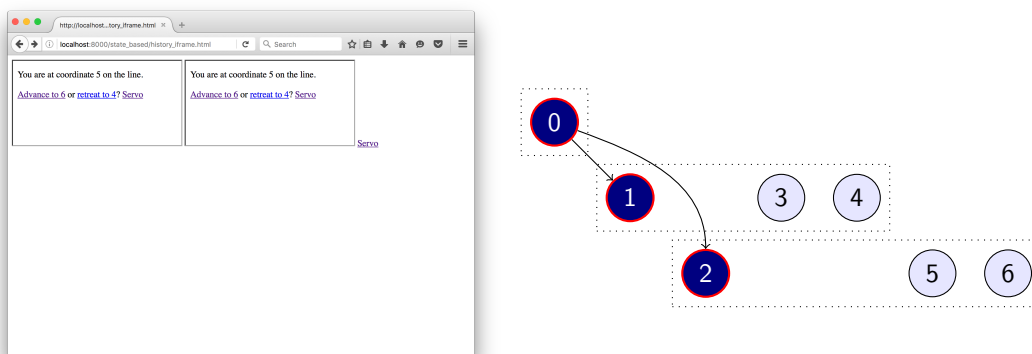 http://localhost...tory_iframe.html
localhost:8000/state_based/history_iframe.html
Search
You are at coordinate 5 on the line.
Advance to 6 or retreat to 4? Servo
You are at coordinate 5 on the line.
Advance to 6 or retreat to 4? Servo
Servo
0
1 3 4
2 5 6